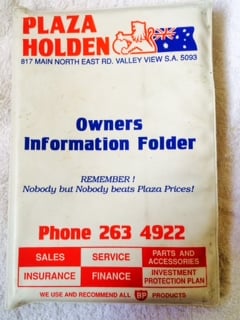 PLAZA
HOLDEN
817 MAIN NORTH EAST RD. VALLEY VIEW S.A. 5093
Owners
Information Folder
REMEMBER !
Nobody but Nobody beats Plaza Prices!
Phone 263 4922
SALES
SERVICE
PARTS AND
ACCESSORIES
INSURANCE
FINANCE
INVESTMENT
PROTECTION PLAN
WE USE AND RECOMMEND ALL BP PRODUCTS